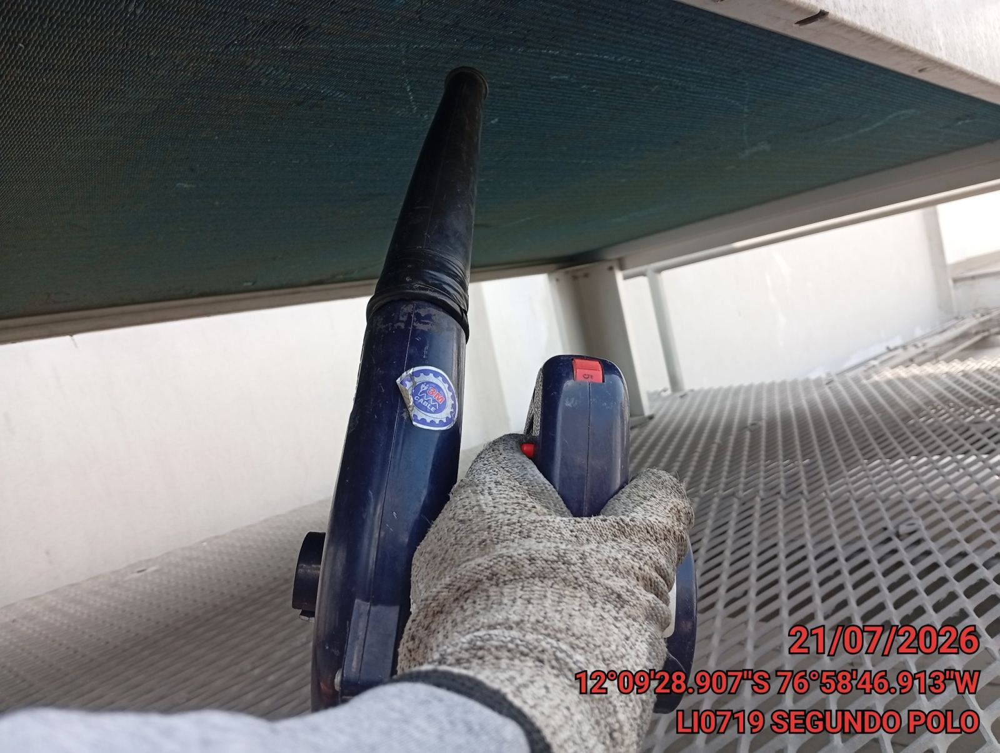 3M
CABLE
5
21/07/2026
12°09'28.907"S 76°58'46.913"W
LI0719 SEGUNDO POLO